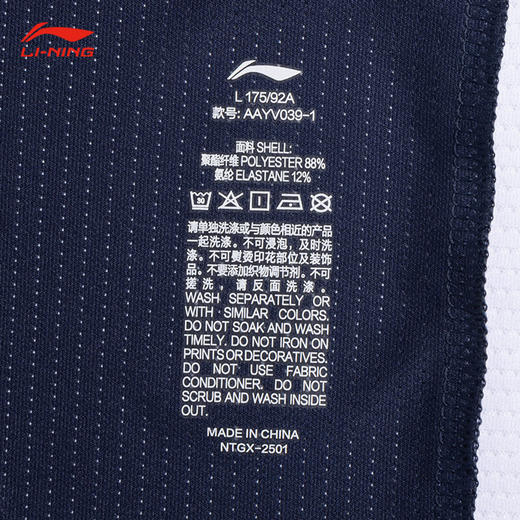 LI-NING
L 175/92A
款号: AAYV039-1
面料 SHELL:
聚酯纤维 POLYESTER 88%
氨纶 ELASTANE 12%
30
请单独洗涤或与颜色相近的产品
一起洗涤。不可浸泡，及时洗
涤。不可熨烫印花部位及装饰
品。不要添加织物调节剂。不可
搓洗，请反面洗涤。
WASH SEPARATELY OR
WITH SIMILAR COLORS.
DO NOT SOAK AND WASH
TIMELY. DO NOT IRON ON
PRINTS OR DECORATIVES.
DO NOT USE FABRIC
CONDITIONER. DO NOT
SCRUB AND WASH INSIDE
OUT.
MADE IN CHINA
NTGX-2501